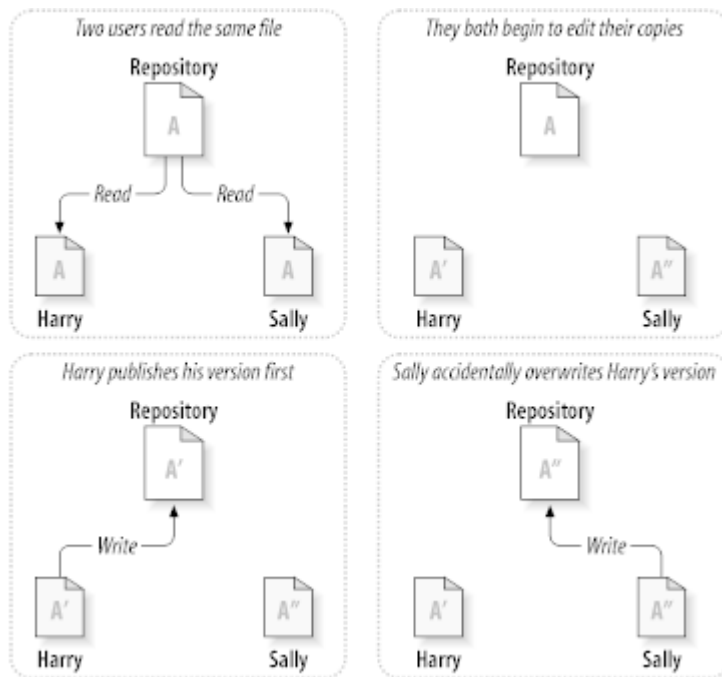 Two users read the same file
Repository
A
Read
Read
A
A
Harry
Sally
They both begin to edit their copies
Repository
A
A′
A″
Harry
Sally
Harry publishes his version first
Repository
A′
Write
A′
A″
Harry
Sally
Sally accidentally overwrites Harry’s version
Repository
A″
Write
A′
A″
Harry
Sally